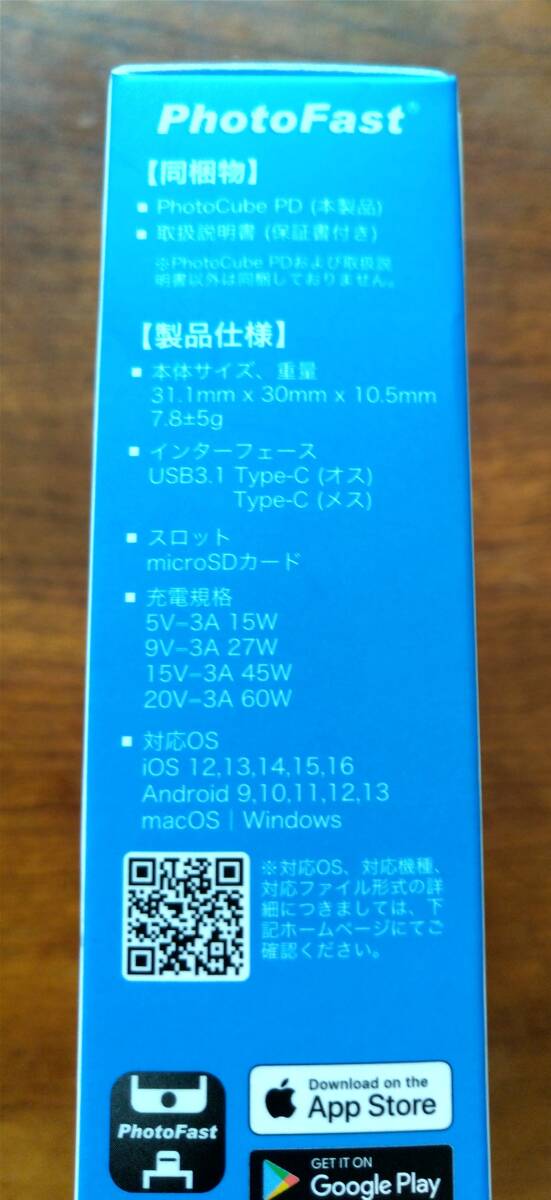 PhotoFast®
【同梱物】
■ PhotoCube PD (本製品)
■ 取扱説明書 (保証書付き)
※PhotoCube PDおよび取扱説
明書以外は同梱しておりません。
【製品仕様】
■ 本体サイズ、重量
31.1mm x 30mm x 10.5mm
7.8±5g
■ インターフェース
USB3.1 Type-C (オス)
Type-C (メス)
■ スロット
microSDカード
■ 充電規格
5V−3A 15W
9V−3A 27W
15V−3A 45W
20V−3A 60W
■ 対応OS
iOS 12,13,14,15,16
Android 9,10,11,12,13
macOS | Windows
※対応OS、対応機種、
対応ファイル形式の詳
細につきましては、下
記ホームページにてご
確認ください。
PhotoFast
Download on the
App Store
GET IT ON
Google Play